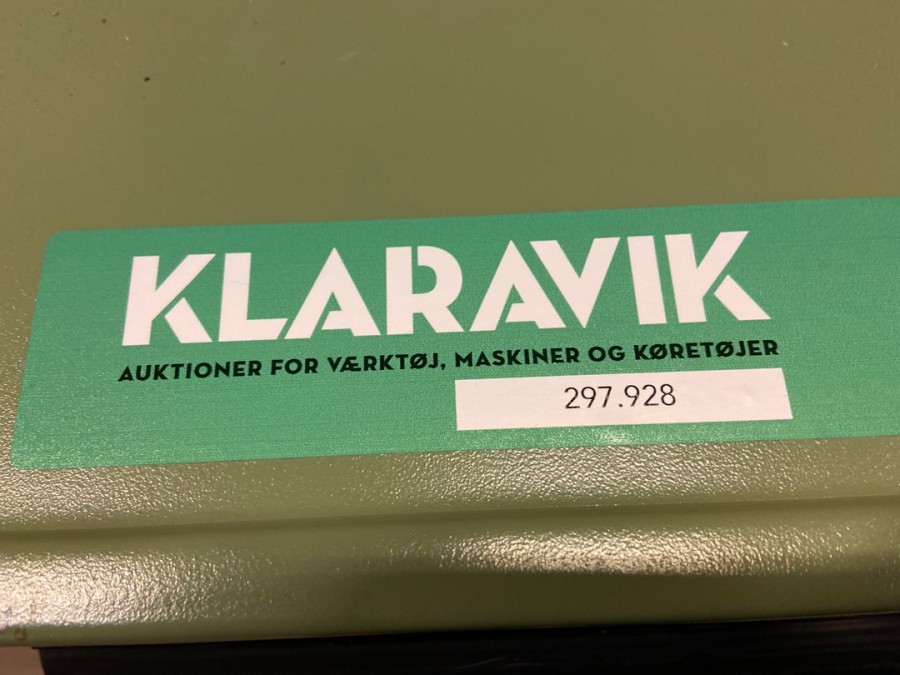 KLARAVIK
AUKTIONER FOR VÆRKTØJ, MASKINER OG KØRETØJER
297.928